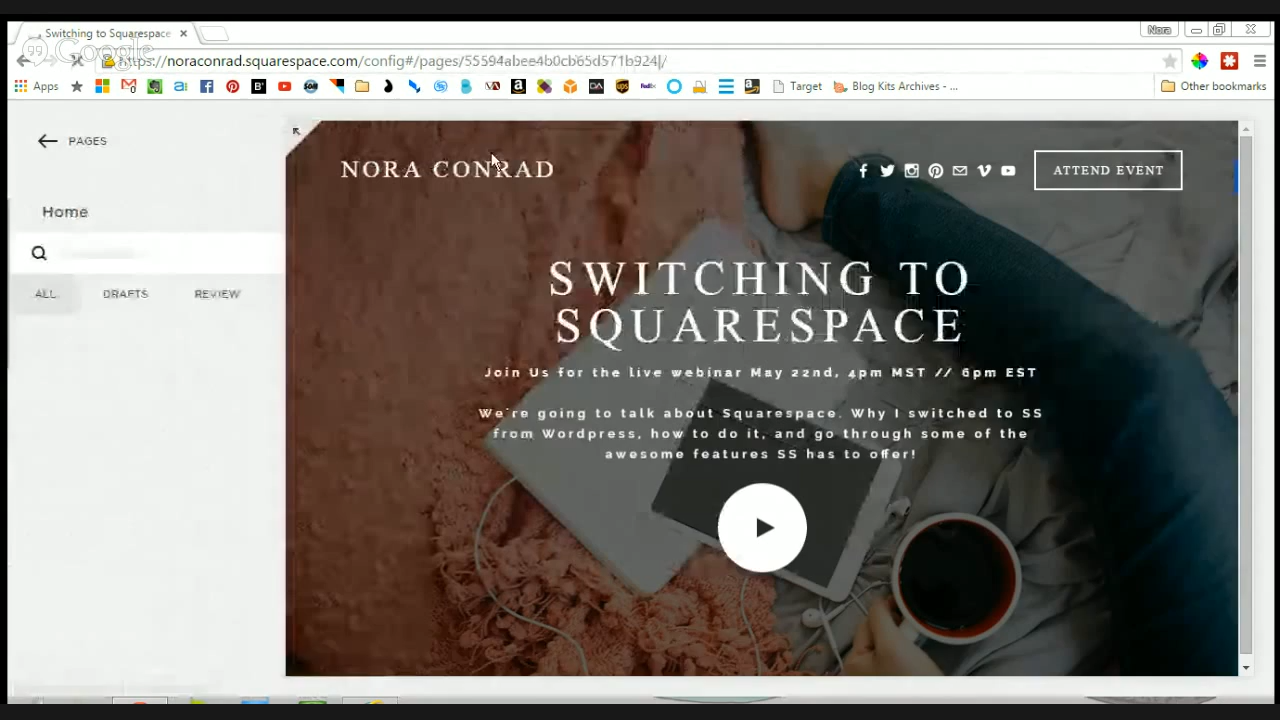 Switching to Squarespace
Nora
Google
https://noraconrad.squarespace.com/config#/pages/
Apps
Target
Blog Kits Archives - ...
Other bookmarks
PAGES
Home
ALL
DRAFTS
REVIEW
NORA CONRAD
ATTEND EVENT
SWITCHING TO
SQUARESPACE
Join Us for the live webinar May 22nd, 4pm MST // 6pm EST
We're going to talk about Squarespace. Why I switched to SS
from Wordpress, how to do it, and go through some of the
awesome features SS has to offer!